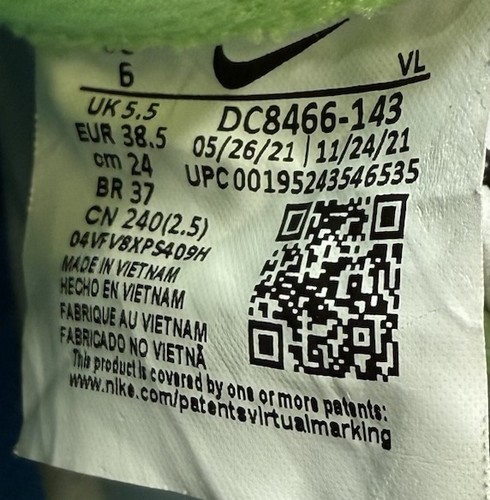 6
VL
UK 5.5
EUR 38.5
cm 24
BR 37
CN 240(2.5)
DC8466-143
05/26/21 | 11/24/21
UPC 00195243546535
04VFV8XPS409H
MADE IN VIETNAM
HECHO EN VIETNAM
FABRIQUE AU VIETNAM
FABRICADO NO VIETNÃ
This product is covered by one or more patents:
www.nike.com/patentsvirtualmarking